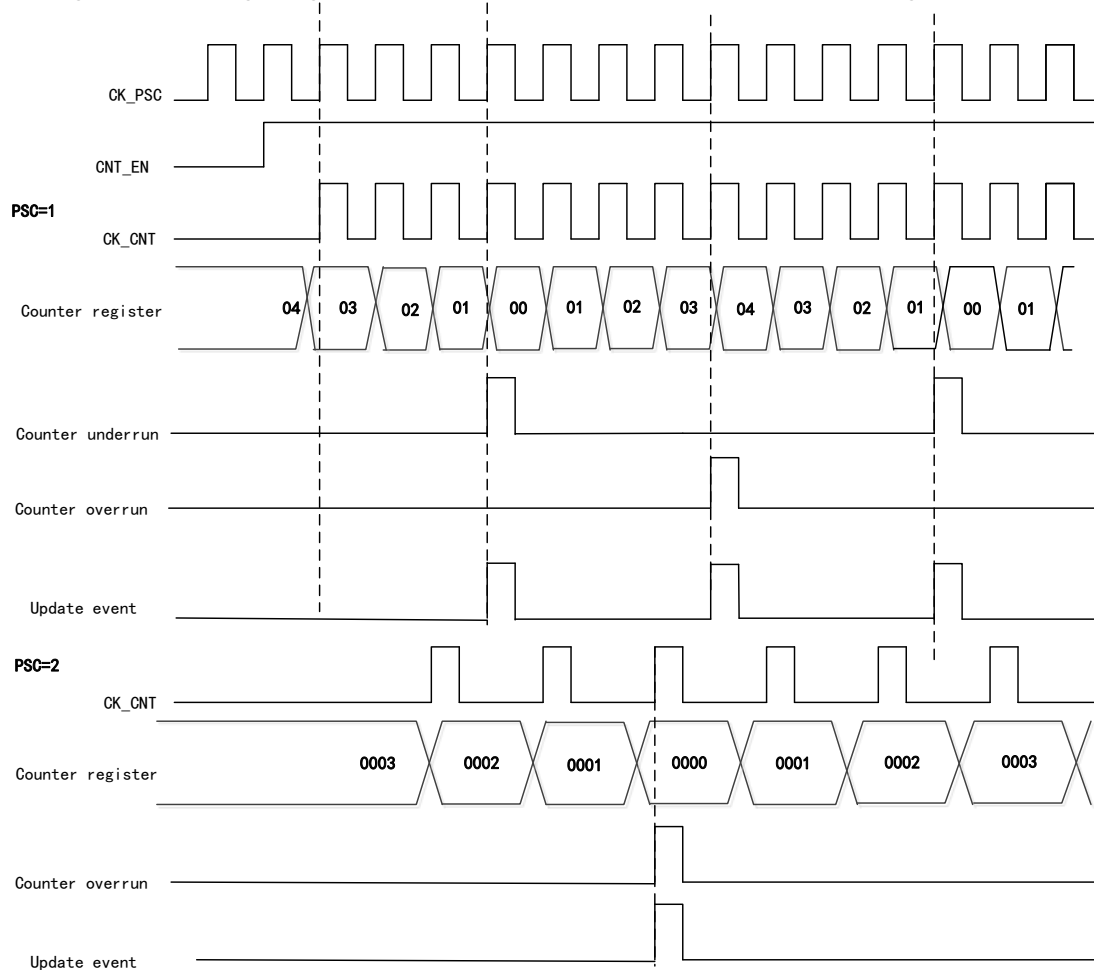 CK_PSC
CNT_EN
PSC=1
CK_CNT
Counter register 04 03 02 01 00 01 02 03 04 03 02 01 00 01
Counter underrun
Counter overrun
Update event
PSC=2
CK_CNT
Counter register 0003 0002 0001 0000 0001 0002 0003
Counter overrun
Update event